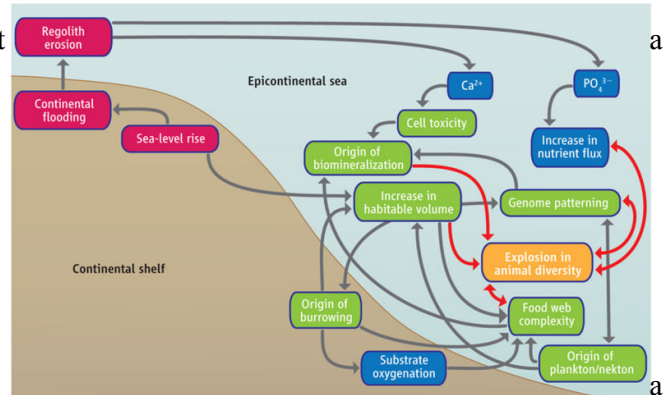 t
Regolith
erosion
a
Epicontinental sea
Ca²⁺
PO₄³⁻
Continental
flooding
Sea-level rise
Cell toxicity
Increase in
nutrient flux
Origin of
biomineralization
Increase in
habitable volume
Genome patterning
Explosion in
animal diversity
Continental shelf
Origin of
burrowing
Food web
complexity
Substrate
oxygenation
Origin of
plankton/nekton
a